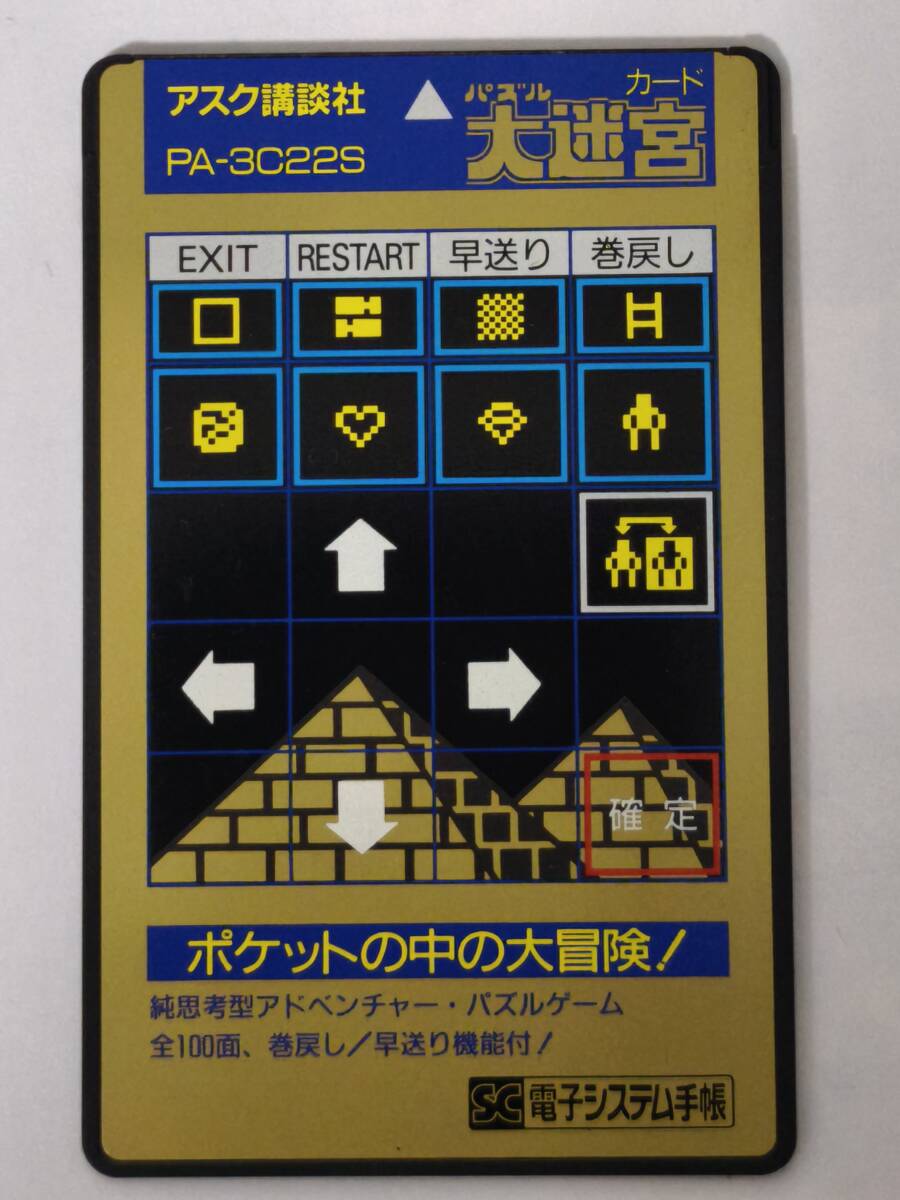 アスク講談社
PA-3C22S
パズル
大迷宮
カード
EXIT RESTART 早送り 巻戻し
確定
ポケットの中の大冒険!
純思考型アドベンチャー・パズルゲーム
全100面、巻戻し/早送り機能付!
SC 電子システム手帳